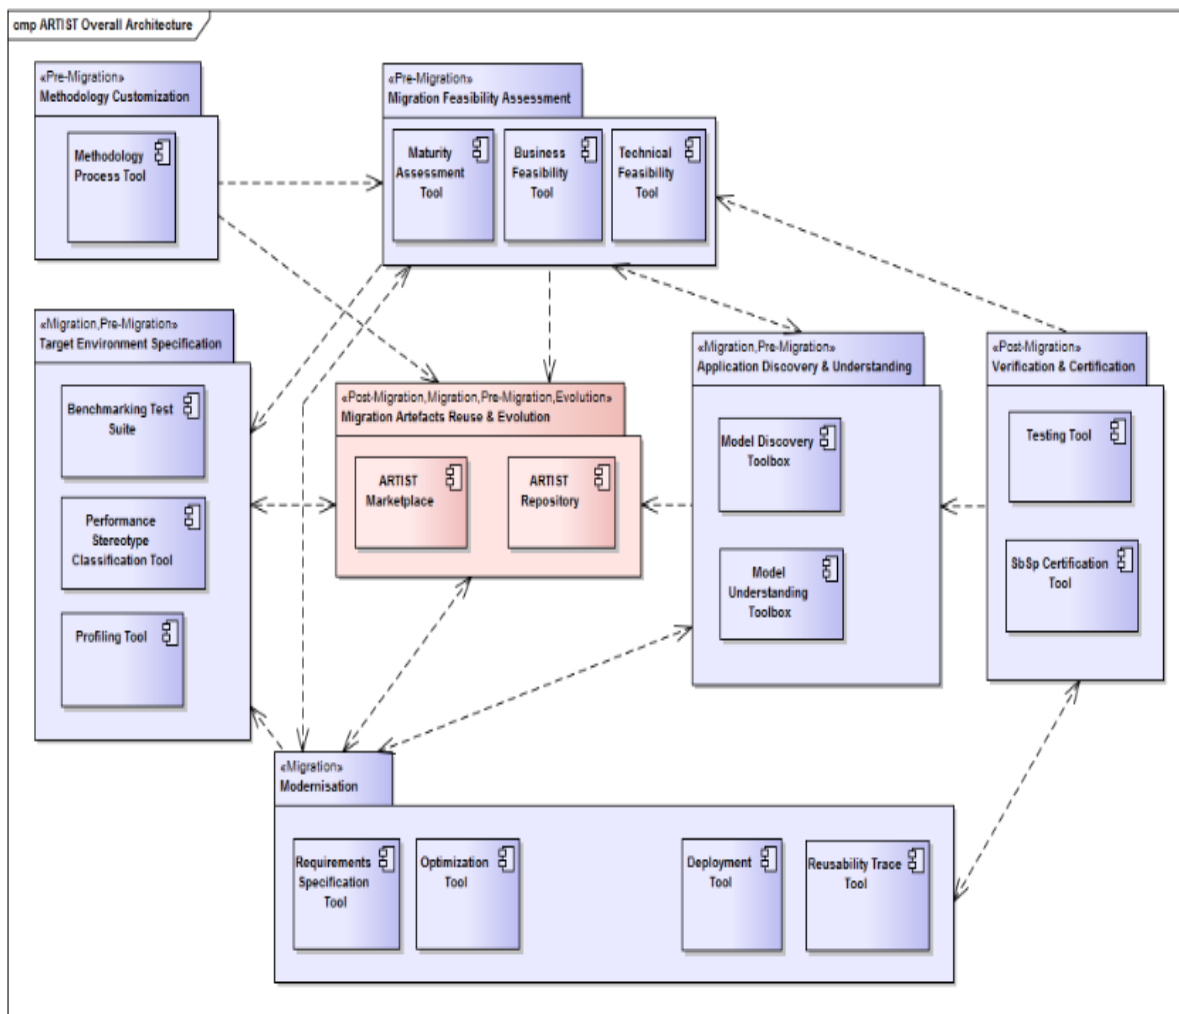 cmp ARTIST Overall Architecture
«Pre-Migration»
Methodology Customization
Methodology
Process Tool
«Pre-Migration»
Migration Feasibility Assessment
Maturity
Assessment
Tool
Business
Feasibility
Tool
Technical
Feasibility
Tool
«Migration,Pre-Migration»
Target Environment Specification
Benchmarking Test
Suite
Performance
Stereotype
Classification Tool
Profiling Tool
«Post-Migration,Migration,Pre-Migration,Evolution»
Migration Artefacts Reuse & Evolution
ARTIST
Marketplace
ARTIST
Repository
«Migration,Pre-Migration»
Application Discovery & Understanding
Model Discovery
Toolbox
Model
Understanding
Toolbox
«Post-Migration»
Verification & Certification
Testing Tool
SbSp Certification
Tool
«Migration»
Modernisation
Requirements
Specification
Tool
Optimization
Tool
Deployment
Tool
Reusability Trace
Tool